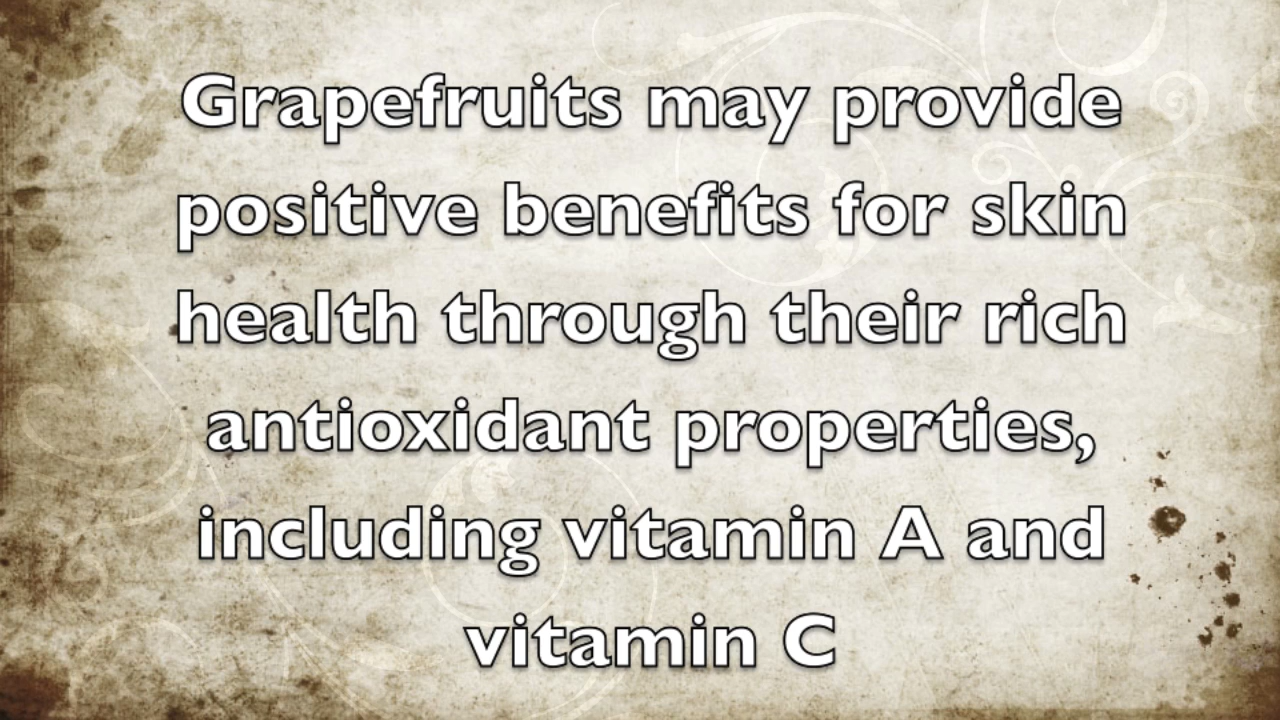 Grapefruits may provide
positive benefits for skin
health through their rich
antioxidant properties,
including vitamin A and
vitamin C